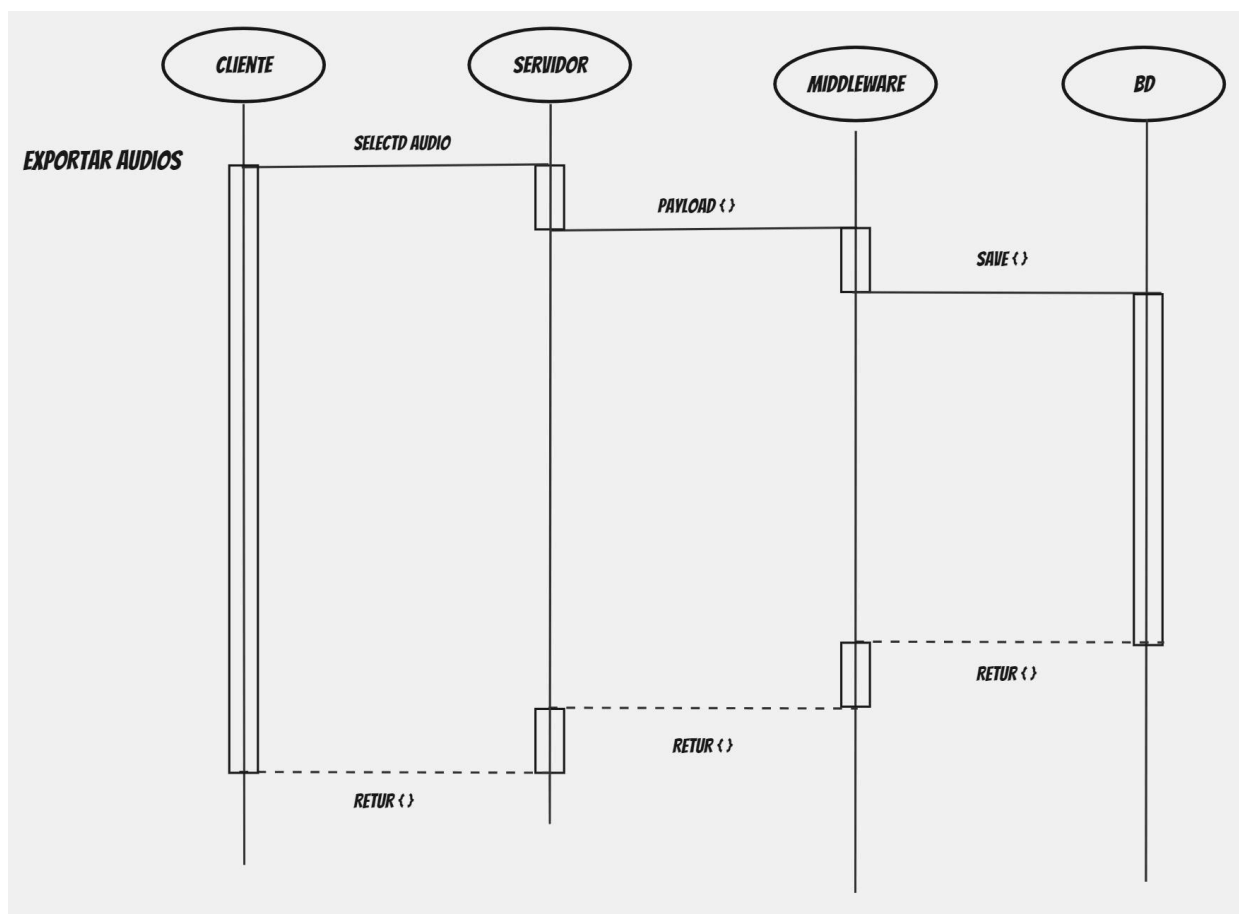 CLIENTE
SERVIDOR
MIDDLEWARE
BD
EXPORTAR AUDIOS
SELECTD AUDIO
PAYLOAD { }
SAVE { }
RETUR { }
RETUR { }
RETUR { }